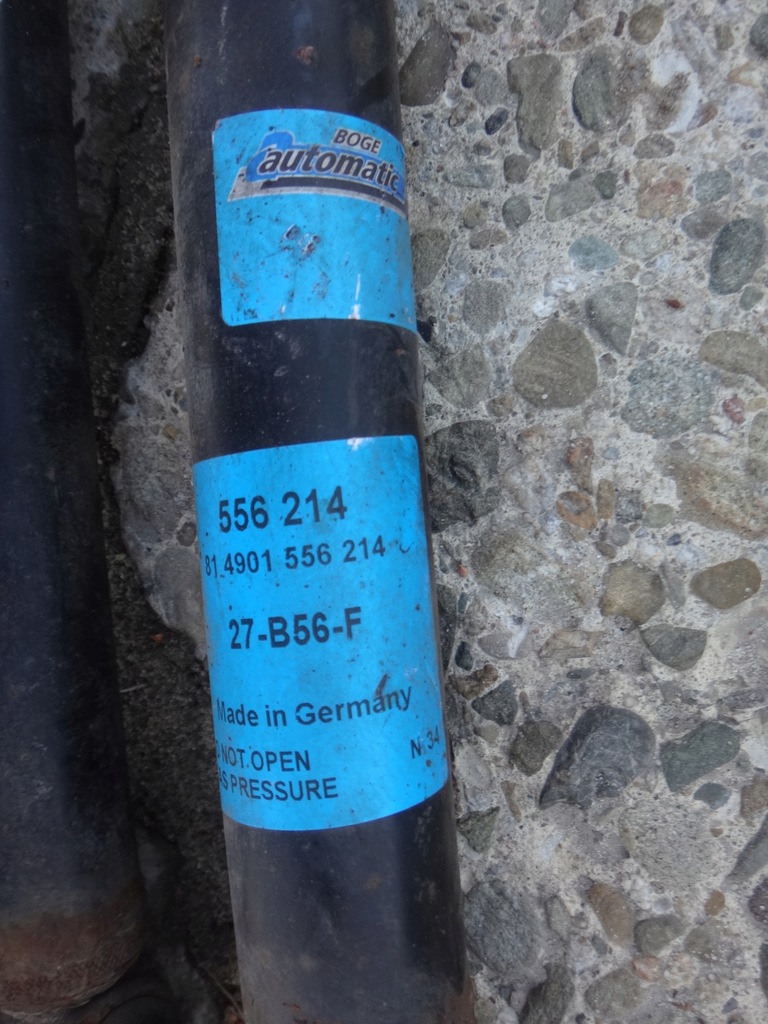 BOGE
automatic
556 214
81 4901 556 214
27-B56-F
Made in Germany
NOT OPEN
PRESSURE
N 34